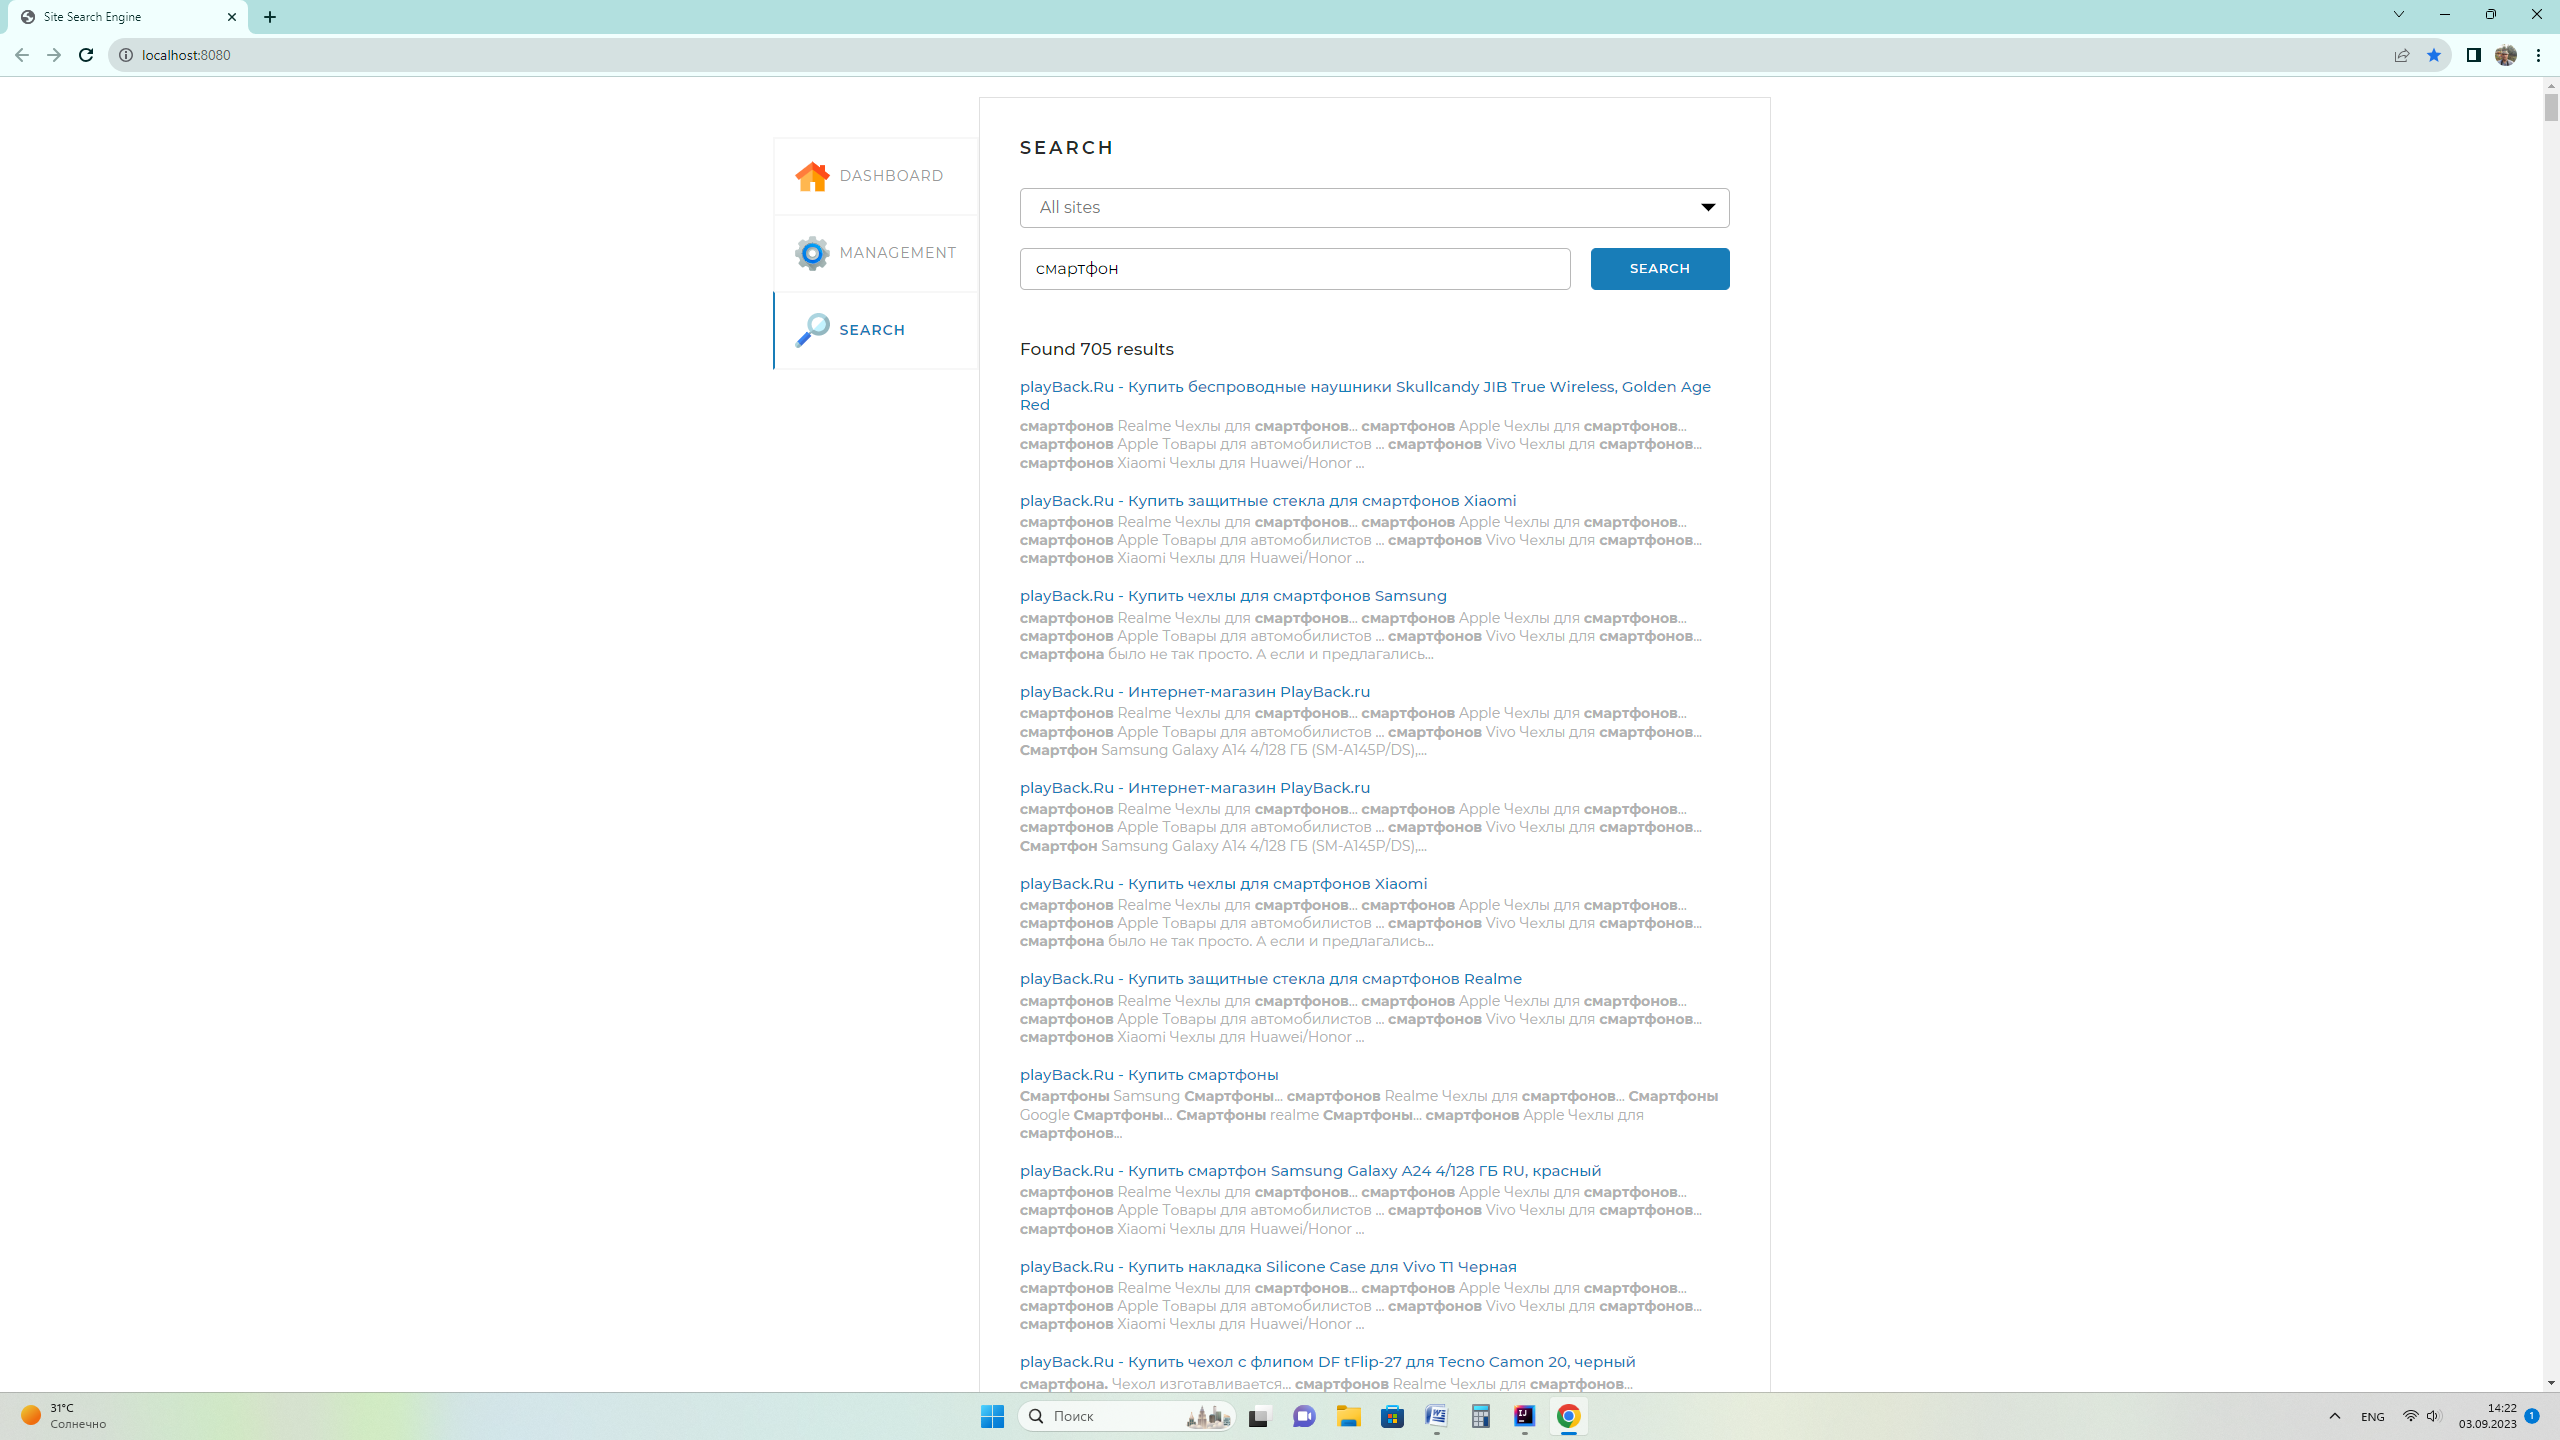 Site Search Engine
localhost:8080
DASHBOARD
MANAGEMENT
SEARCH
SEARCH
All sites
смартфон
SEARCH
Found 705 results
playBack.Ru - Купить беспроводные наушники Skullcandy JIB True Wireless, Golden Age
Red
смартфонов Realme Чехлы для смартфонов... смартфонов Apple Чехлы для смартфонов...
смартфонов Apple Товары для автомобилистов ... смартфонов Vivo Чехлы для смартфонов...
смартфонов Xiaomi Чехлы для Huawei/Honor ...
playBack.Ru - Купить защитные стекла для смартфонов Xiaomi
смартфонов Realme Чехлы для смартфонов... смартфонов Apple Чехлы для смартфонов...
смартфонов Apple Товары для автомобилистов ... смартфонов Vivo Чехлы для смартфонов...
смартфонов Xiaomi Чехлы для Huawei/Honor ...
playBack.Ru - Купить чехлы для смартфонов Samsung
смартфонов Realme Чехлы для смартфонов... смартфонов Apple Чехлы для смартфонов...
смартфонов Apple Товары для автомобилистов ... смартфонов Vivo Чехлы для смартфонов...
смартфона было не так просто. А если и предлагались...
playBack.Ru - Интернет-магазин PlayBack.ru
смартфонов Realme Чехлы для смартфонов... смартфонов Apple Чехлы для смартфонов...
смартфонов Apple Товары для автомобилистов ... смартфонов Vivo Чехлы для смартфонов...
Смартфон Samsung Galaxy A14 4/128 ГБ (SM-A145P/DS),...
playBack.Ru - Интернет-магазин PlayBack.ru
смартфонов Realme Чехлы для смартфонов... смартфонов Apple Чехлы для смартфонов...
смартфонов Apple Товары для автомобилистов ... смартфонов Vivo Чехлы для смартфонов...
Смартфон Samsung Galaxy A14 4/128 ГБ (SM-A145P/DS),...
playBack.Ru - Купить чехлы для смартфонов Xiaomi
смартфонов Realme Чехлы для смартфонов... смартфонов Apple Чехлы для смартфонов...
смартфонов Apple Товары для автомобилистов ... смартфонов Vivo Чехлы для смартфонов...
смартфона было не так просто. А если и предлагались...
playBack.Ru - Купить защитные стекла для смартфонов Realme
смартфонов Realme Чехлы для смартфонов... смартфонов Apple Чехлы для смартфонов...
смартфонов Apple Товары для автомобилистов ... смартфонов Vivo Чехлы для смартфонов...
смартфонов Xiaomi Чехлы для Huawei/Honor ...
playBack.Ru - Купить смартфоны
Смартфоны Samsung Смартфоны... смартфонов Realme Чехлы для смартфонов... Смартфоны
Google Смартфоны... Смартфоны realme Смартфоны... смартфонов Apple Чехлы для
смартфонов...
playBack.Ru - Купить смартфон Samsung Galaxy A24 4/128 ГБ RU, красный
смартфонов Realme Чехлы для смартфонов... смартфонов Apple Чехлы для смартфонов...
смартфонов Apple Товары для автомобилистов ... смартфонов Vivo Чехлы для смартфонов...
смартфонов Xiaomi Чехлы для Huawei/Honor ...
playBack.Ru - Купить накладка Silicone Case для Vivo T1 Черная
смартфонов Realme Чехлы для смартфонов... смартфонов Apple Чехлы для смартфонов...
смартфонов Apple Товары для автомобилистов ... смартфонов Vivo Чехлы для смартфонов...
смартфонов Xiaomi Чехлы для Huawei/Honor ...
playBack.Ru - Купить чехол с флипом DF tFlip-27 для Tecno Camon 20, черный
смартфона. Чехол изготавливается... смартфонов Realme Чехлы для смартфонов...
31°C
Солнечно
Поиск
ENG
14:22
03.09.2023
1